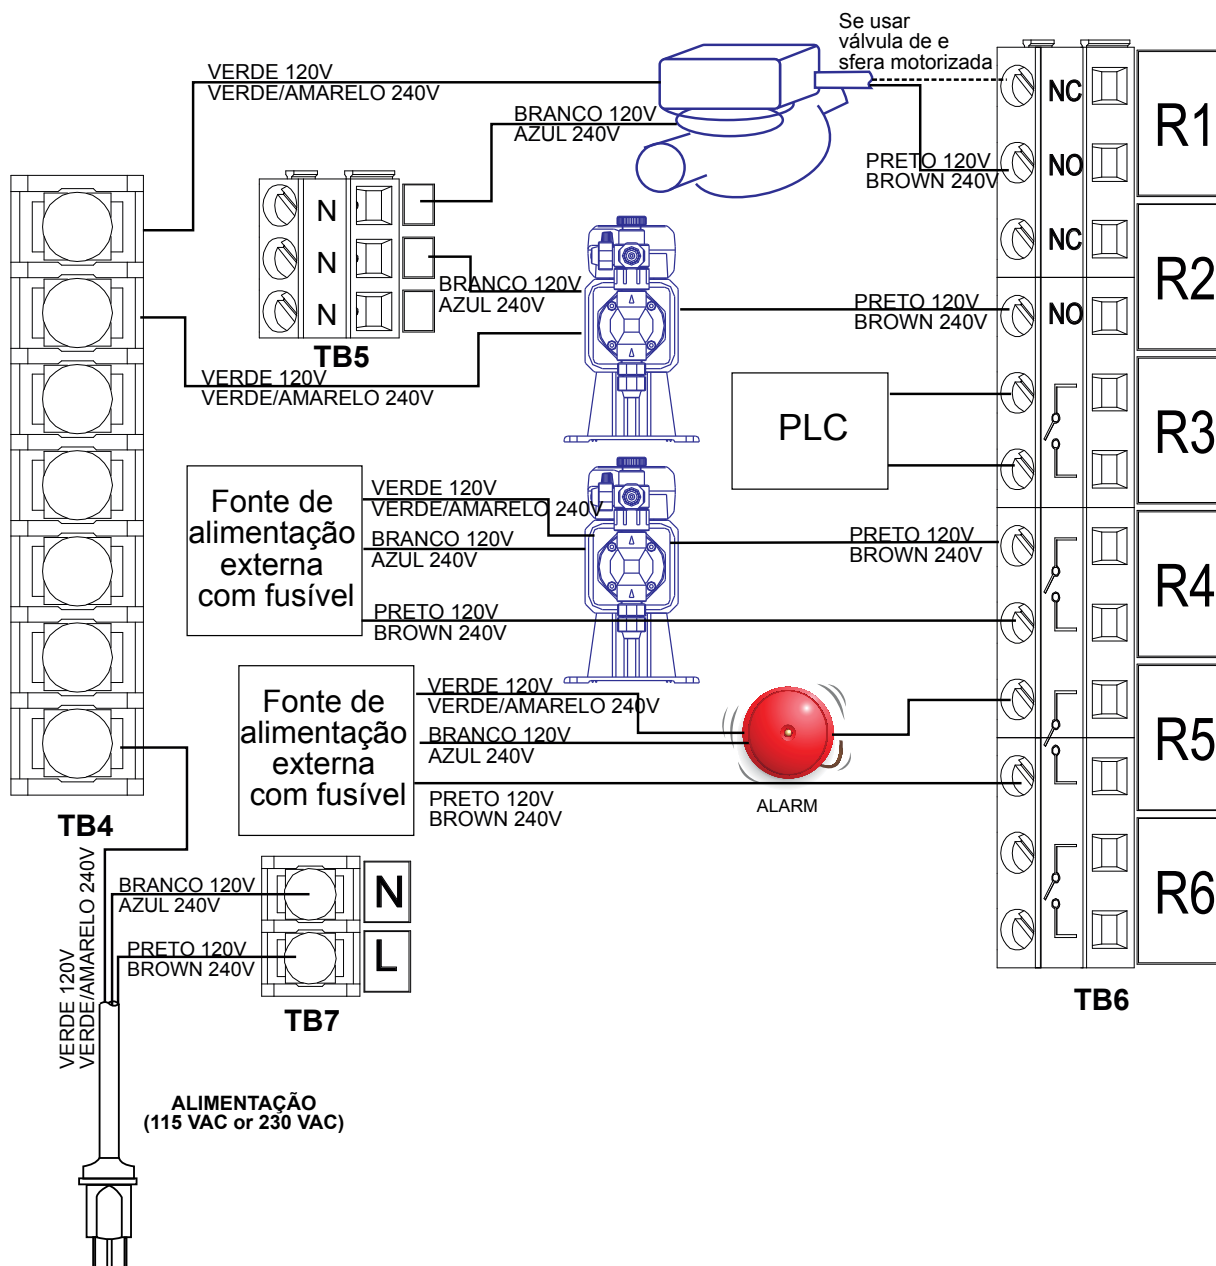 Se usar
válvula de e
sfera motorizada
VERDE 120V
VERDE/AMARELO 240V
BRANCO 120V
AZUL 240V
PRETO 120V
BROWN 240V
NC
NO
R1
N
N
N
TB5
BRANCO 120V
AZUL 240V
PRETO 120V
BROWN 240V
NC
NO
R2
VERDE 120V
VERDE/AMARELO 240V
PLC
R3
Fonte de
alimentação
externa
com fusível
VERDE 120V
VERDE/AMARELO 240V
BRANCO 120V
AZUL 240V
PRETO 120V
BROWN 240V
PRETO 120V
BROWN 240V
R4
Fonte de
alimentação
externa
com fusível
VERDE 120V
VERDE/AMARELO 240V
BRANCO 120V
AZUL 240V
PRETO 120V
BROWN 240V
ALARM
R5
R6
TB6
TB4
VERDE 120V
VERDE/AMARELO 240V
BRANCO 120V
AZUL 240V
PRETO 120V
BROWN 240V
N
L
TB7
ALIMENTAÇÃO
(115 VAC or 230 VAC)